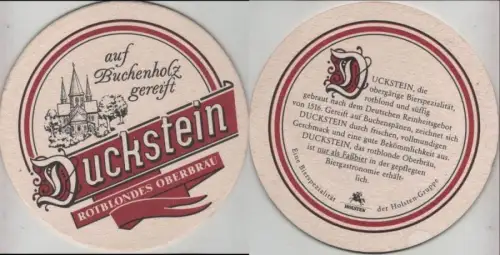 auf
Buchenholz
gereift
Duckstein
ROTBLONDES OBERBRÄU
DUCKSTEIN, die
obergärige Bierspezialität,
rotblond und süffig
gebraut nach dem Deutschen Reinheitsgebot
von 1516. Gereift auf Buchenspänen, zeichnet sich
DUCKSTEIN durch frischen, vollmundigen
Geschmack und eine gute Bekömmlichkeit aus.
DUCKSTEIN, das rotblonde Oberbräu,
ist nur als Faßbier in der gepflegten
Biergastronomie erhält-
lich.
Eine Bierspezialität
HOLSTEN
der Holsten-Gruppe